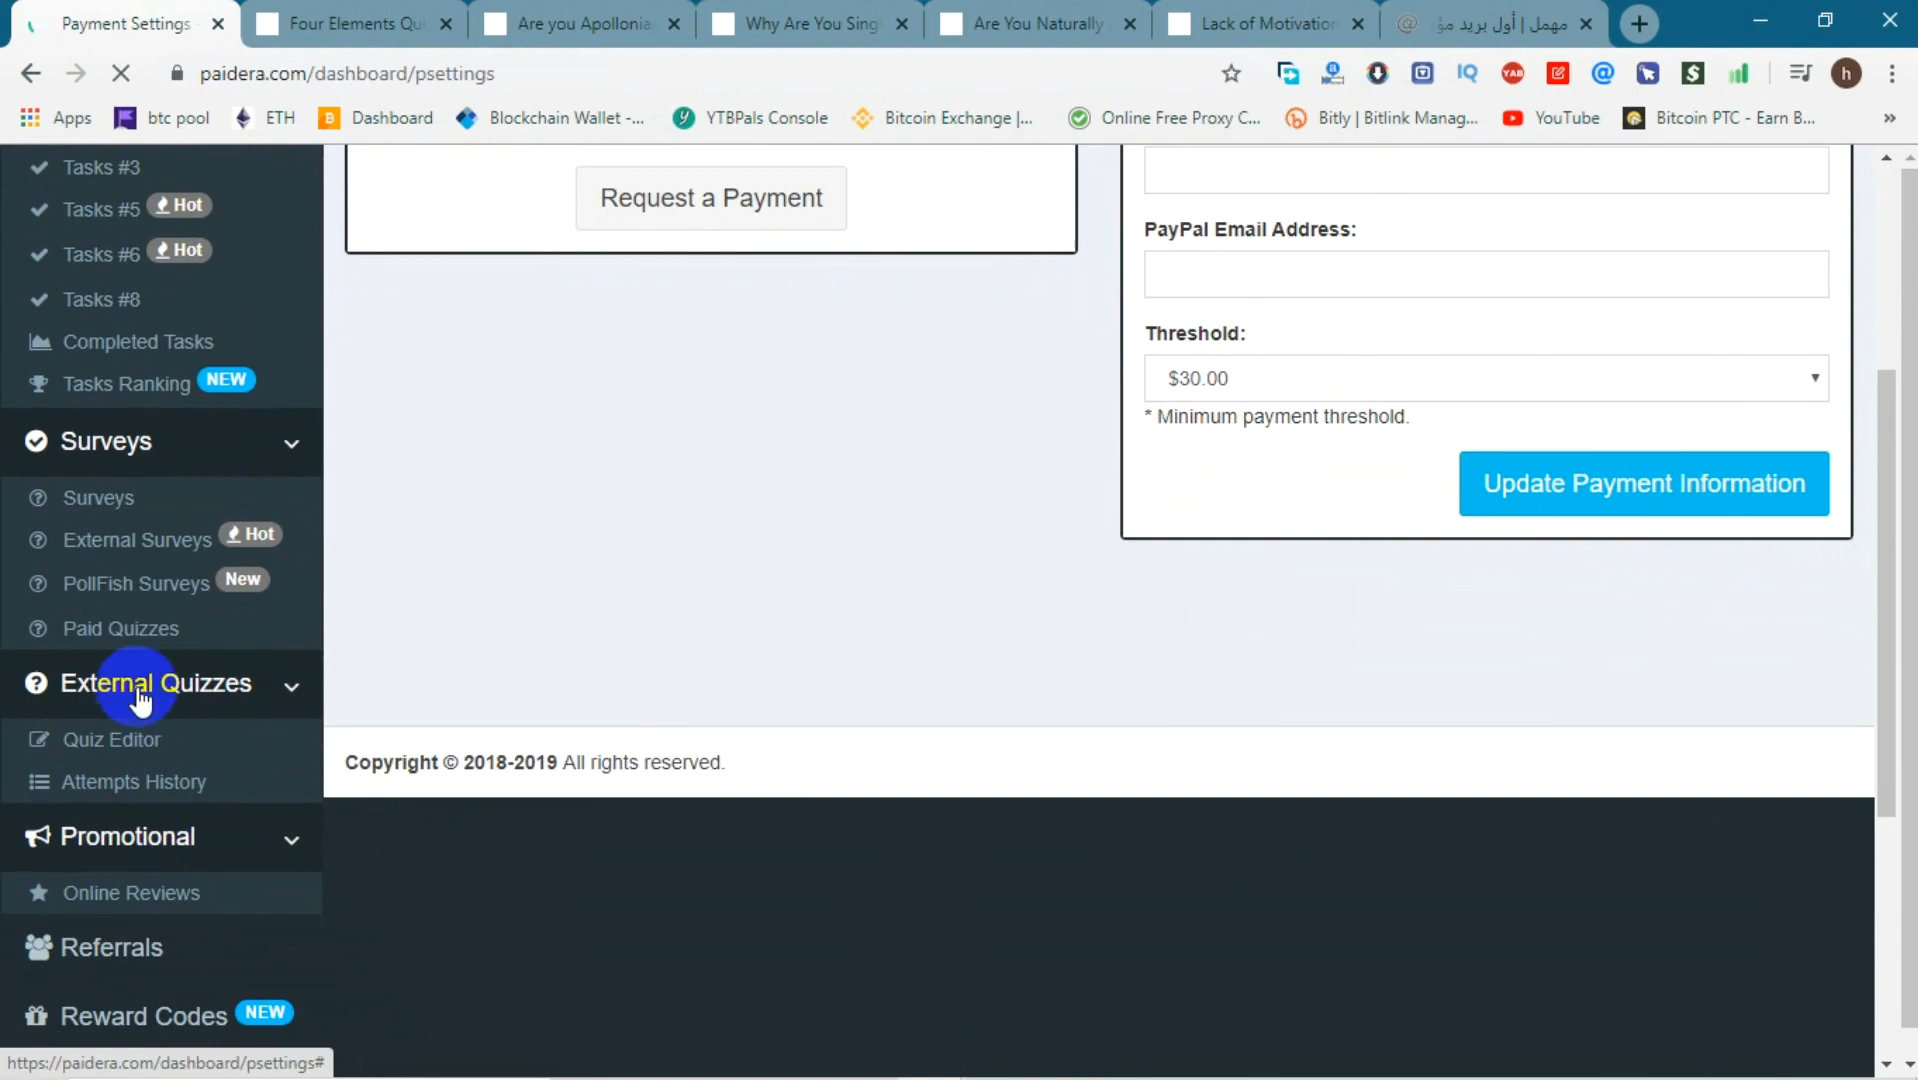 Payment Settings
Four Elements Qu
Are you Apollonia
Why Are You Sing
Are You Naturally
Lack of Motivation
مهمل | أول بريد مؤ
paidera.com/dashboard/psettings
IQ
YAB
h
Apps
btc pool
ETH
Dashboard
Blockchain Wallet -...
YTBPals Console
Bitcoin Exchange |...
Online Free Proxy C...
Bitly | Bitlink Manag...
YouTube
Bitcoin PTC - Earn B...
Tasks #3
Tasks #5 Hot
Tasks #6 Hot
Tasks #8
Completed Tasks
Tasks Ranking NEW
Surveys
Surveys
External Surveys Hot
PollFish Surveys New
Paid Quizzes
External Quizzes
Quiz Editor
Attempts History
Promotional
Online Reviews
Referrals
Reward Codes NEW
https://paidera.com/dashboard/psettings#
Request a Payment
PayPal Email Address:
Threshold:
$30.00
* Minimum payment threshold.
Update Payment Information
Copyright © 2018-2019 All rights reserved.